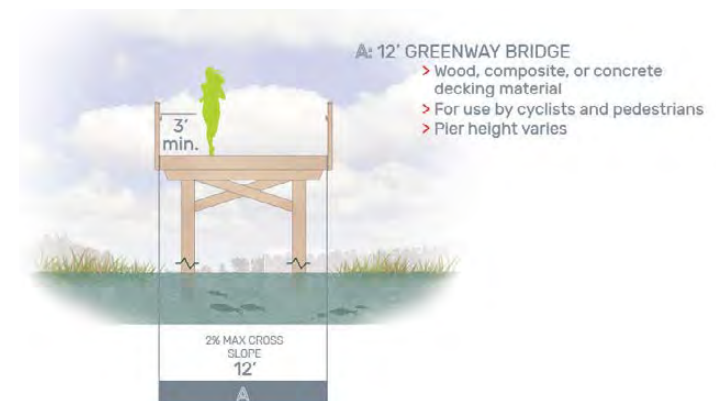 A: 12' GREENWAY BRIDGE
> Wood, composite, or concrete
decking material
> For use by cyclists and pedestrians
> Pier height varies
3'
min.
2% MAX CROSS
SLOPE
12'
A